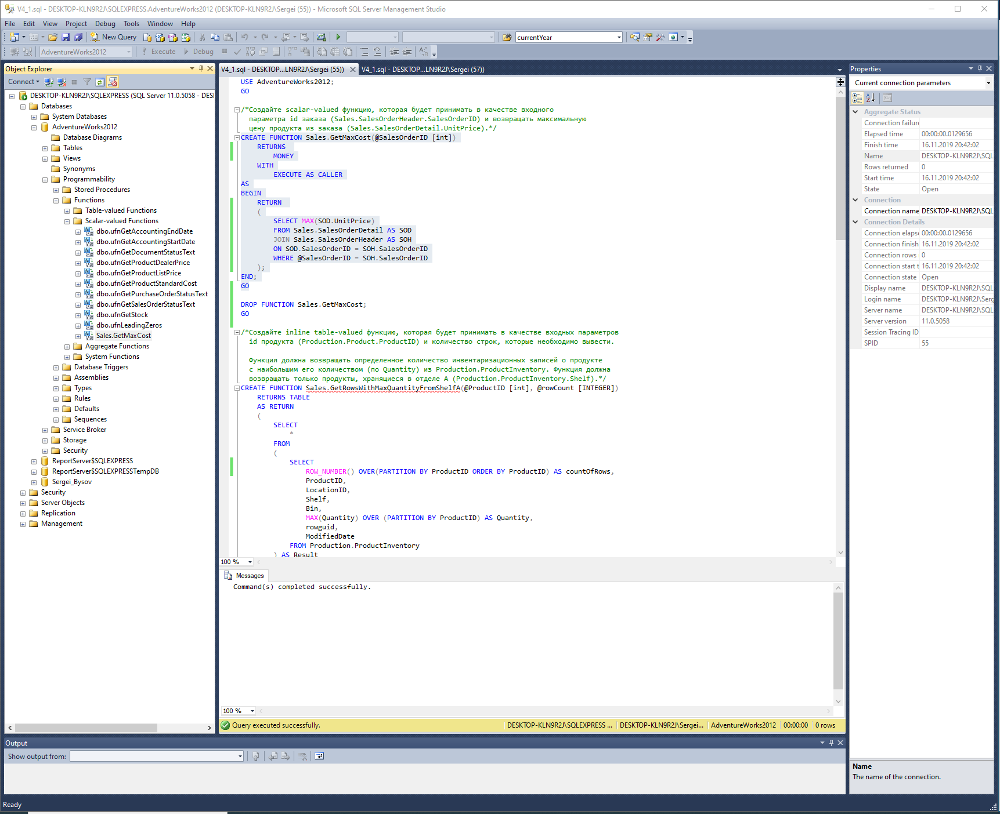 V4_1.sql - DESKTOP-KLN9R2J\SQLEXPRESS.AdventureWorks2012 (DESKTOP-KLN9R2J\Sergei (55)) - Microsoft SQL Server Management Studio
File Edit View Project Debug Tools Window Help
New Query currentYear
AdventureWorks2012 Execute Debug
Object Explorer
Connect
DESKTOP-KLN9R2J\SQLEXPRESS (SQL Server 11.0.5058 - DESI
Databases
System Databases
AdventureWorks2012
Database Diagrams
Tables
Views
Synonyms
Programmability
Stored Procedures
Functions
Table-valued Functions
Scalar-valued Functions
dbo.ufnGetAccountingEndDate
dbo.ufnGetAccountingStartDate
dbo.ufnGetDocumentStatusText
dbo.ufnGetProductDealerPrice
dbo.ufnGetProductListPrice
dbo.ufnGetProductStandardCost
dbo.ufnGetPurchaseOrderStatusText
dbo.ufnGetSalesOrderStatusText
dbo.ufnGetStock
dbo.ufnLeadingZeros
Sales.GetMaxCost
Aggregate Functions
System Functions
Database Triggers
Assemblies
Types
Rules
Defaults
Sequences
Service Broker
Storage
Security
ReportServer$SQLEXPRESS
ReportServer$SQLEXPRESSTempDB
Sergei_Bysov
Security
Server Objects
Replication
Management
V4_1.sql - DESKTOP...LN9R2J\Sergei (55)) V4_1.sql - DESKTOP...LN9R2J\Sergei (57))
USE AdventureWorks2012;
GO
/*Создайте scalar-valued функцию, которая будет принимать в качестве входного
параметра id заказа (Sales.SalesOrderHeader.SalesOrderID) и возвращать максимальную
цену продукта из заказа (Sales.SalesOrderDetail.UnitPrice).*/
CREATE FUNCTION Sales.GetMaxCost(@SalesOrderID [int])
RETURNS
MONEY
WITH
EXECUTE AS CALLER
AS
BEGIN
RETURN
(
SELECT MAX(SOD.UnitPrice)
FROM Sales.SalesOrderDetail AS SOD
JOIN Sales.SalesOrderHeader AS SOH
ON SOD.SalesOrderID = SOH.SalesOrderID
WHERE @SalesOrderID = SOH.SalesOrderID
);
END;
GO
DROP FUNCTION Sales.GetMaxCost;
GO
/*Создайте inline table-valued функцию, которая будет принимать в качестве входных параметров
id продукта (Production.Product.ProductID) и количество строк, которые необходимо вывести.
Функция должна возвращать определенное количество инвентаризационных записей о продукте
с наибольшим его количеством (по Quantity) из Production.ProductInventory. Функция должна
возвращать только продукты, хранящиеся в отделе А (Production.ProductInventory.Shelf).*/
CREATE FUNCTION Sales.GetRowsWithMaxQuantityFromShelfA(@ProductID [int], @rowCount [INTEGER])
RETURNS TABLE
AS RETURN
(
SELECT
*
FROM
(
SELECT
ROW_NUMBER() OVER(PARTITION BY ProductID ORDER BY ProductID) AS countOfRows,
ProductID,
LocationID,
Shelf,
Bin,
MAX(Quantity) OVER (PARTITION BY ProductID) AS Quantity,
rowguid,
ModifiedDate
FROM Production.ProductInventory
) AS Result
100 %
Messages
Command(s) completed successfully.
100 %
Query executed successfully. DESKTOP-KLN9R2J\SQLEXPRESS ... DESKTOP-KLN9R2J\Sergei... AdventureWorks2012 00:00:00 0 rows
Properties
Current connection parameters
Aggregate Status
Connection failure
Elapsed time 00:00:00.0129656
Finish time 16.11.2019 20:42:02
Name DESKTOP-KLN9R2J\SQL
Rows returned 0
Start time 16.11.2019 20:42:02
State Open
Connection
Connection name DESKTOP-KLN9R2J\SQL
Connection Details
Connection elaps 00:00:00.0129656
Connection finish 16.11.2019 20:42:02
Connection rows 0
Connection start t 16.11.2019 20:42:02
Connection state Open
Display name DESKTOP-KLN9R2J\SQL
Login name DESKTOP-KLN9R2J\Serg
Server name DESKTOP-KLN9R2J\SQL
Server version 11.0.5058
Session Tracing ID
SPID 55
Name
The name of the connection.
Output
Show output from:
Ready